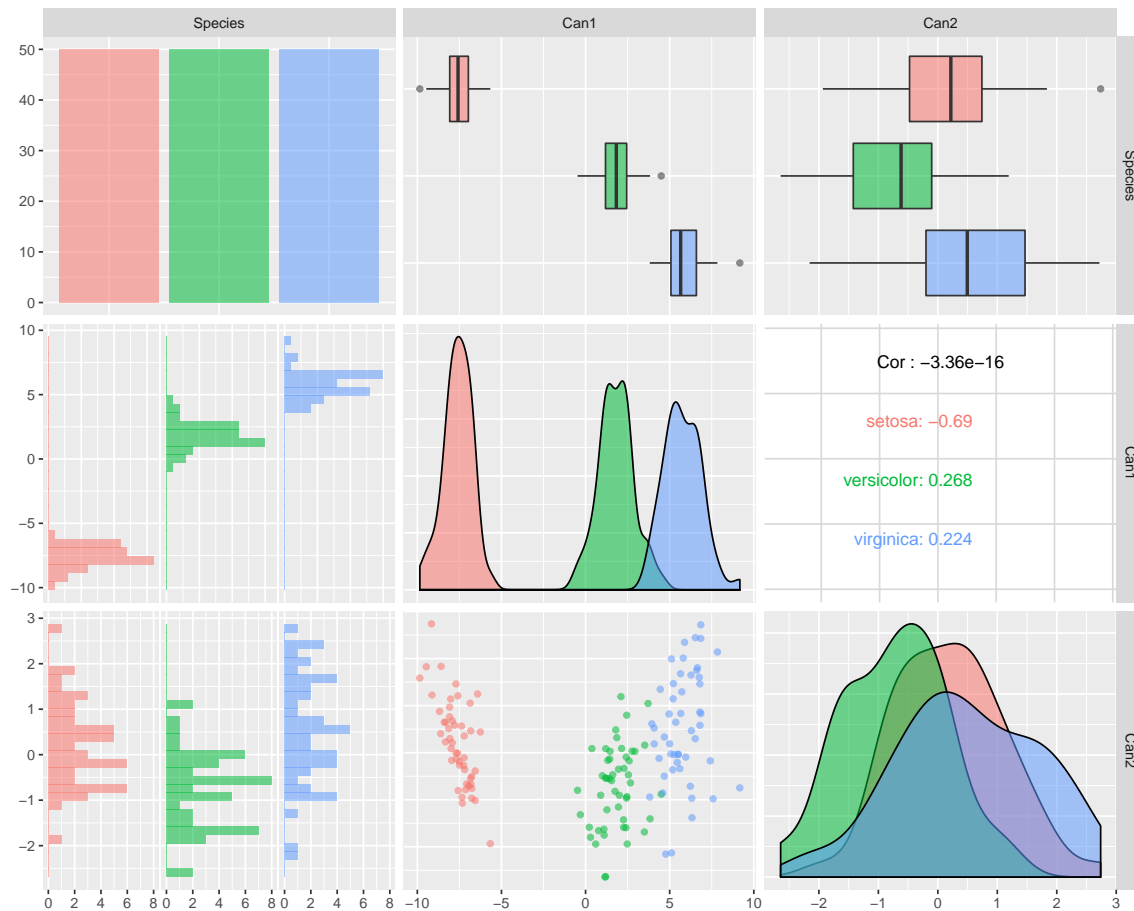 Species Can1 Can2
50
40
30
20
10
0
Species
10
5
0
−5
−10
Cor : −3.36e−16
setosa: −0.69
versicolor: 0.268
virginica: 0.224
Can1
3
2
1
0
−1
−2
Can2
0 2 4 6 8 0 2 4 6 8 0 2 4 6 8
−10 −5 0 5 10
−2 −1 0 1 2 3